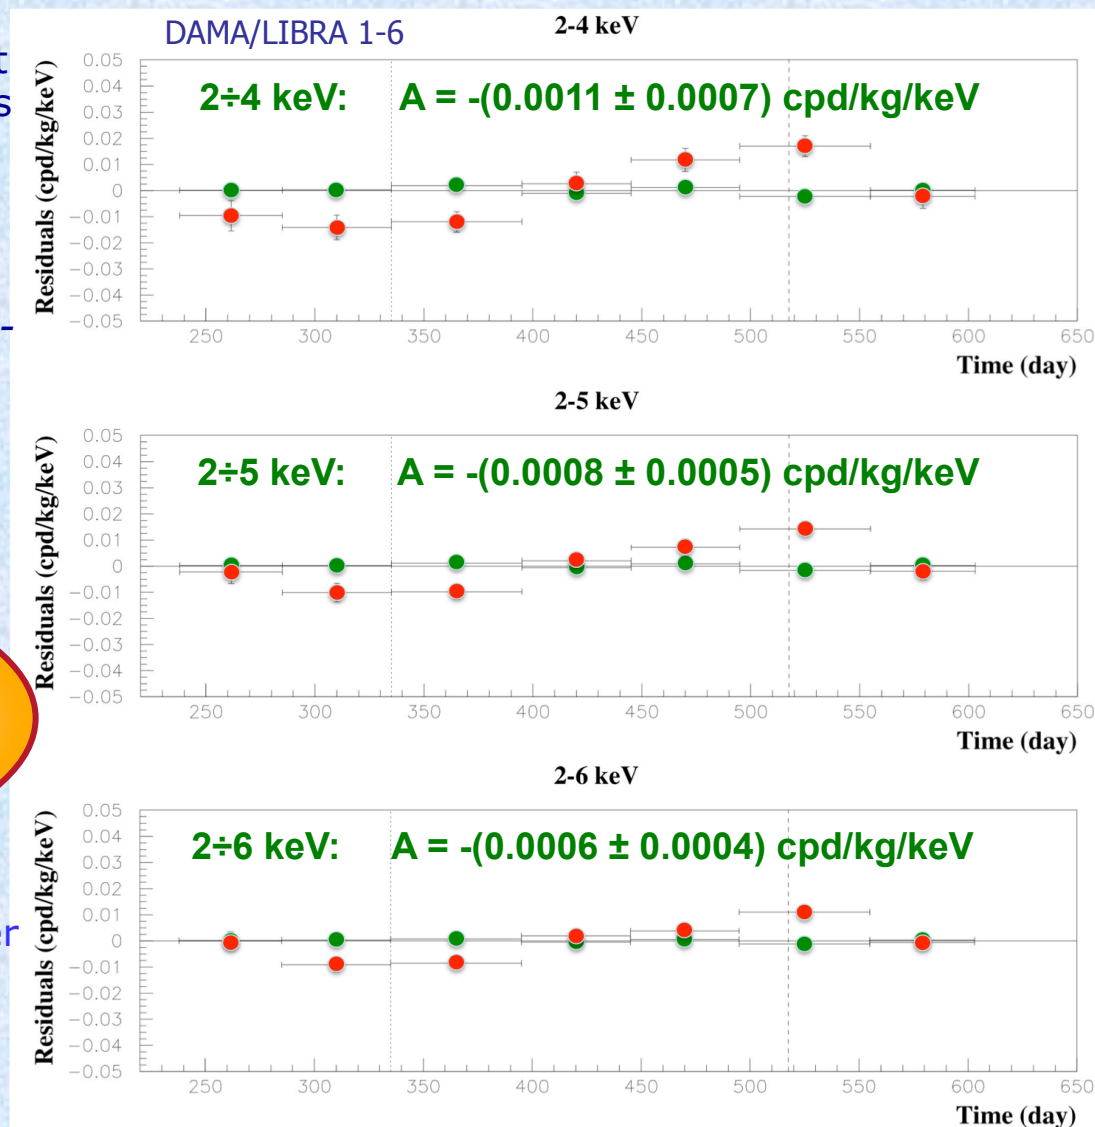 DAMA/LIBRA 1-6
2-4 keV
2÷4 keV: A = -(0.0011 ± 0.0007) cpd/kg/keV
Residuals (cpd/kg/keV)
0.05
0.04
0.03
0.02
0.01
0
−0.01
−0.02
−0.03
−0.04
−0.05
250 300 350 400 450 500 550 600 650
Time (day)
2-5 keV
2÷5 keV: A = -(0.0008 ± 0.0005) cpd/kg/keV
Residuals (cpd/kg/keV)
0.05
0.04
0.03
0.02
0.01
0
−0.01
−0.02
−0.03
−0.04
−0.05
250 300 350 400 450 500 550 600 650
Time (day)
2-6 keV
2÷6 keV: A = -(0.0006 ± 0.0004) cpd/kg/keV
Residuals (cpd/kg/keV)
0.05
0.04
0.03
0.02
0.01
0
−0.01
−0.02
−0.03
−0.04
−0.05
250 300 350 400 450 500 550 600 650
Time (day)